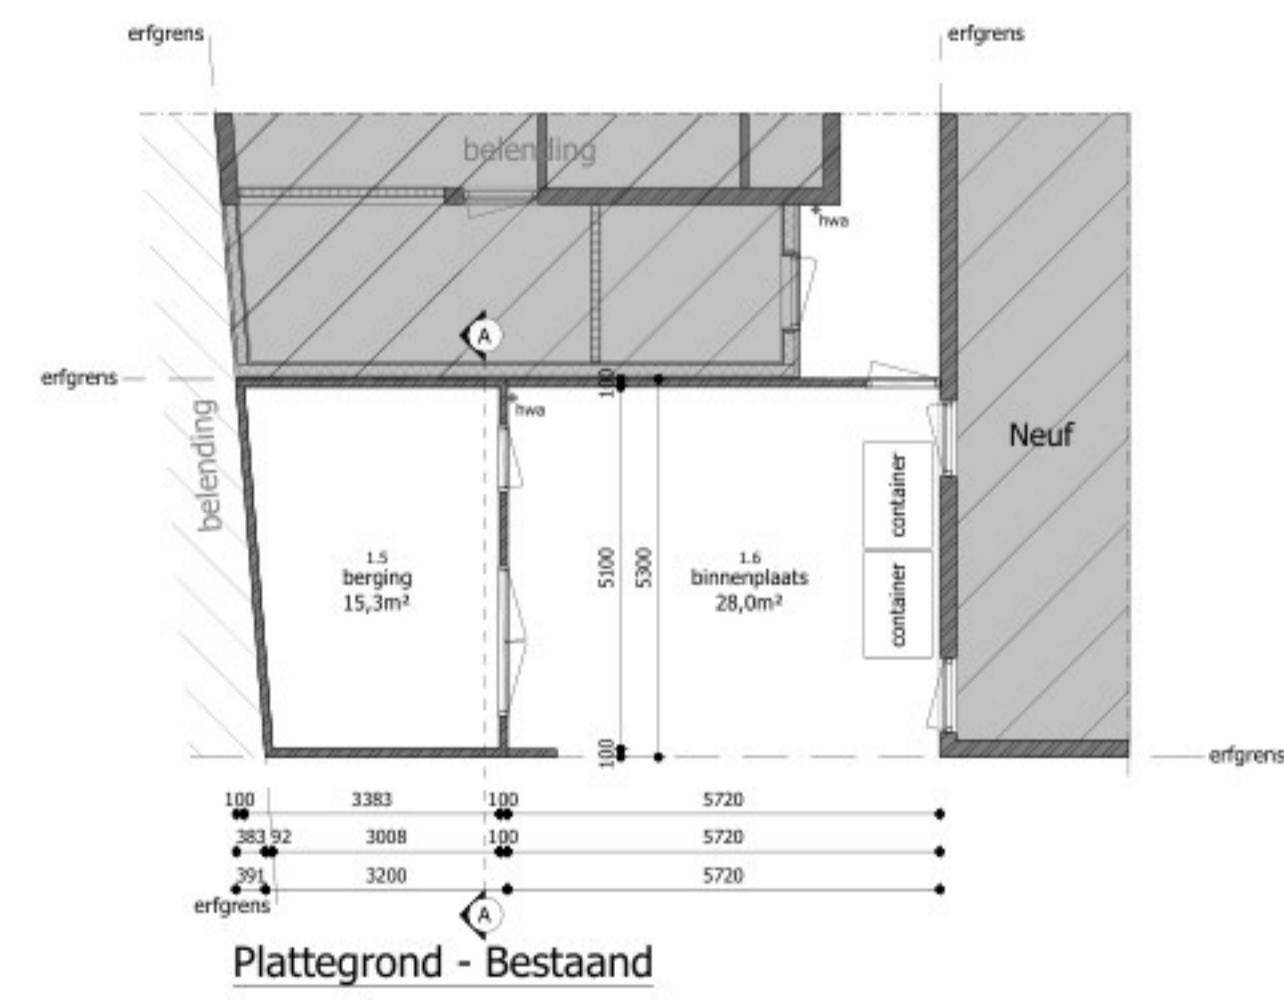 erfgrens
erfgrens
belending
hwa
A
erfgrens
100
hwa
belending
Neuf
container
1.5
berging
15,3m²
5100
5300
1.6
binnenplaats
28,0m²
container
100
erfgrens
100 3383 100 5720
383 92 3008 100 5720
391 3200 5720
erfgrens
A
Plattegrond - Bestaand